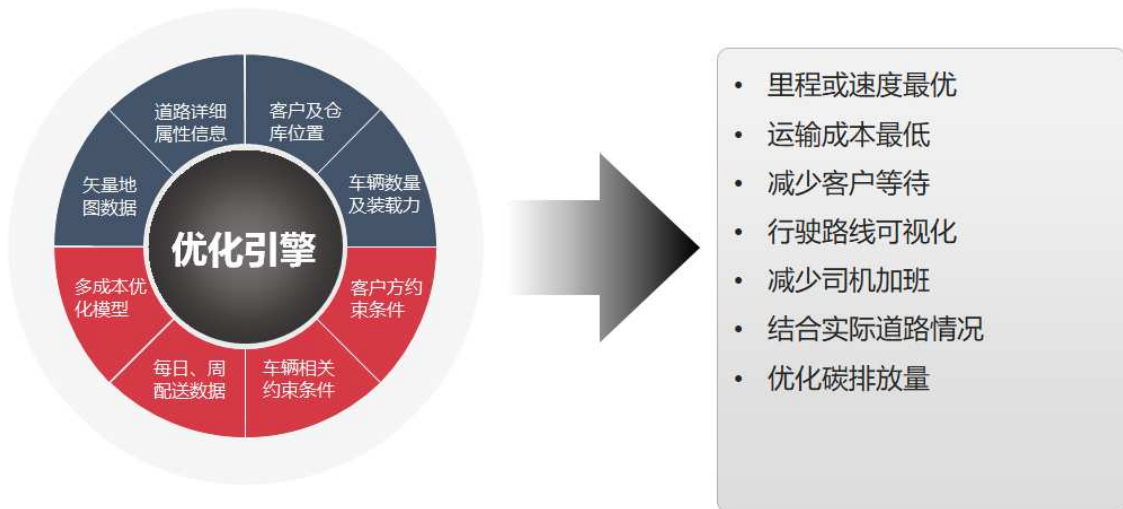 道路详细
属性信息
客户及仓
库位置
矢量地
图数据
车辆数量
及装载力
优化引擎
多成本优
化模型
客户方约
束条件
每日、周
配送数据
车辆相关
约束条件
• 里程或速度最优
• 运输成本最低
• 减少客户等待
• 行驶路线可视化
• 减少司机加班
• 结合实际道路情况
• 优化碳排放量